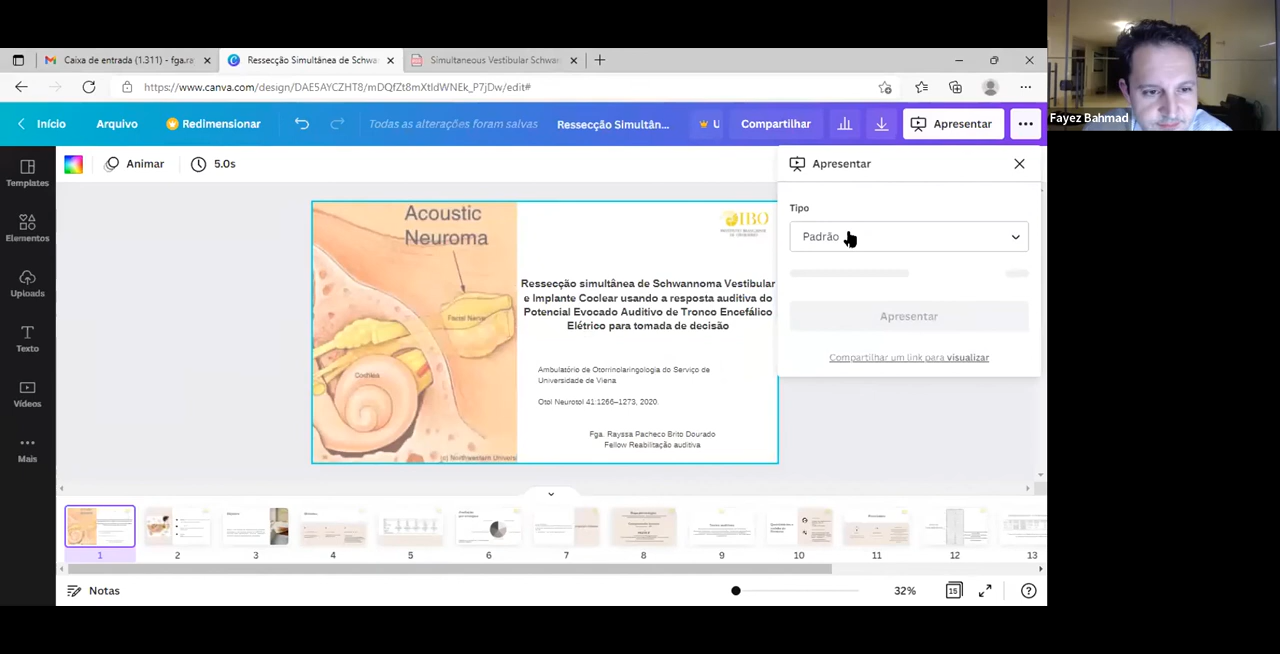 Caixa de entrada (1.311) - fga.ra
Ressecção Simultânea de Schwa
Simultaneous Vestibular Schwan
https://www.canva.com/design/DAE5AYCZHT8/mDQfZt8mXtIdWNEk_P7jDw/edit#
Início
Arquivo
Redimensionar
Todas as alterações foram salvas
Ressecção Simultân...
U
Compartilhar
Apresentar
Fayez Bahmad
Templates
Elementos
Uploads
Texto
Vídeos
Mais
Animar
5.0s
Apresentar
Tipo
Padrão
Apresentar
Compartilhar um link para visualizar
Acoustic
Neuroma
Facial Nerve
Cochlea
(c) Northwestern Universi
IBO
Ressecção simultânea de Schwannoma Vestibular
e Implante Coclear usando a resposta auditiva do
Potencial Evocado Auditivo de Tronco Encefálico
Elétrico para tomada de decisão
Ambulatório de Otorrinolaringologia do Serviço de
Universidade de Viena
Otol Neurotol 41:1266–1273, 2020.
Fga. Rayssa Pacheco Brito Dourado
Fellow Reabilitação auditiva
1
2
3
4
5
6
7
8
9
10
11
12
13
Notas
32%
15